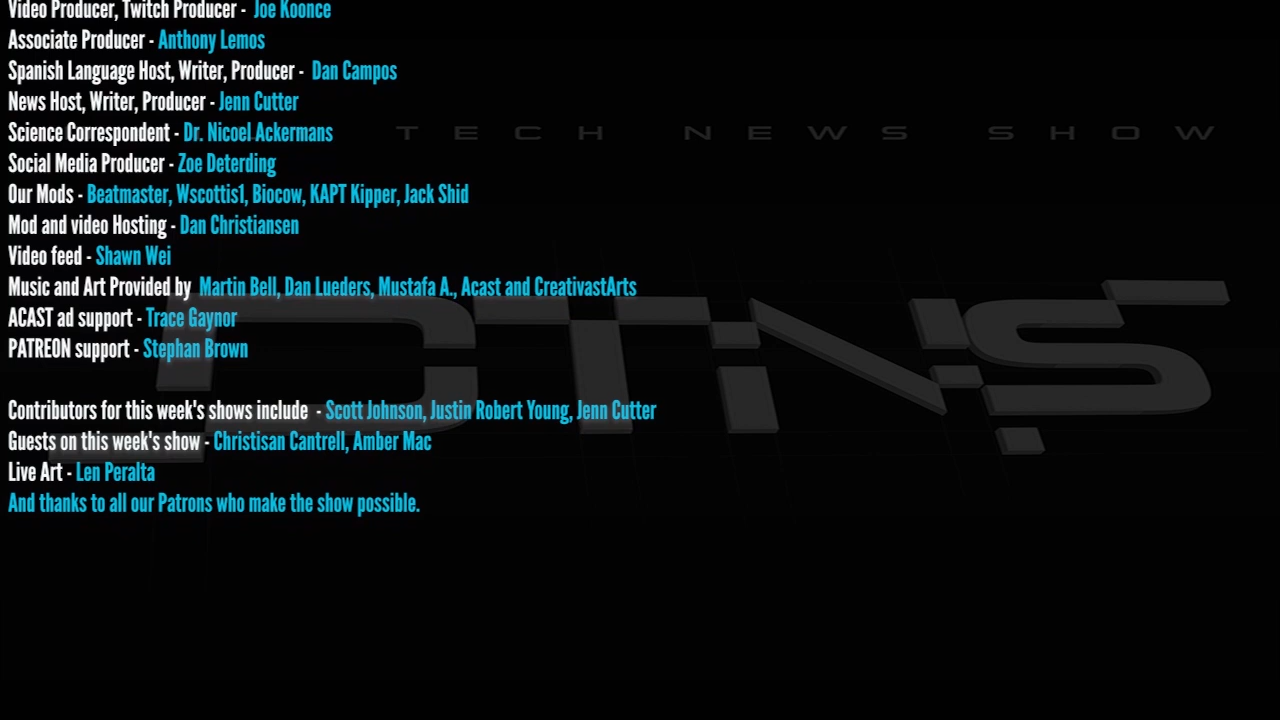 Video Producer, Twitch Producer - Joe Koonce
Associate Producer - Anthony Lemos
Spanish Language Host, Writer, Producer - Dan Campos
News Host, Writer, Producer - Jenn Cutter
Science Correspondent - Dr. Nicoel Ackermans
TECH NEWS SHOW
Social Media Producer - Zoe Deterding
Our Mods - Beatmaster, Wscottis1, Biocow, KAPT Kipper, Jack Shid
Mod and video Hosting - Dan Christiansen
Video feed - Shawn Wei
Music and Art Provided by Martin Bell, Dan Lueders, Mustafa A., Acast and CreativastArts
ACAST ad support - Trace Gaynor
PATREON support - Stephan Brown
DTNS
Contributors for this week's shows include - Scott Johnson, Justin Robert Young, Jenn Cutter
Guests on this week's show - Christisan Cantrell, Amber Mac
Live Art - Len Peralta
And thanks to all our Patrons who make the show possible.